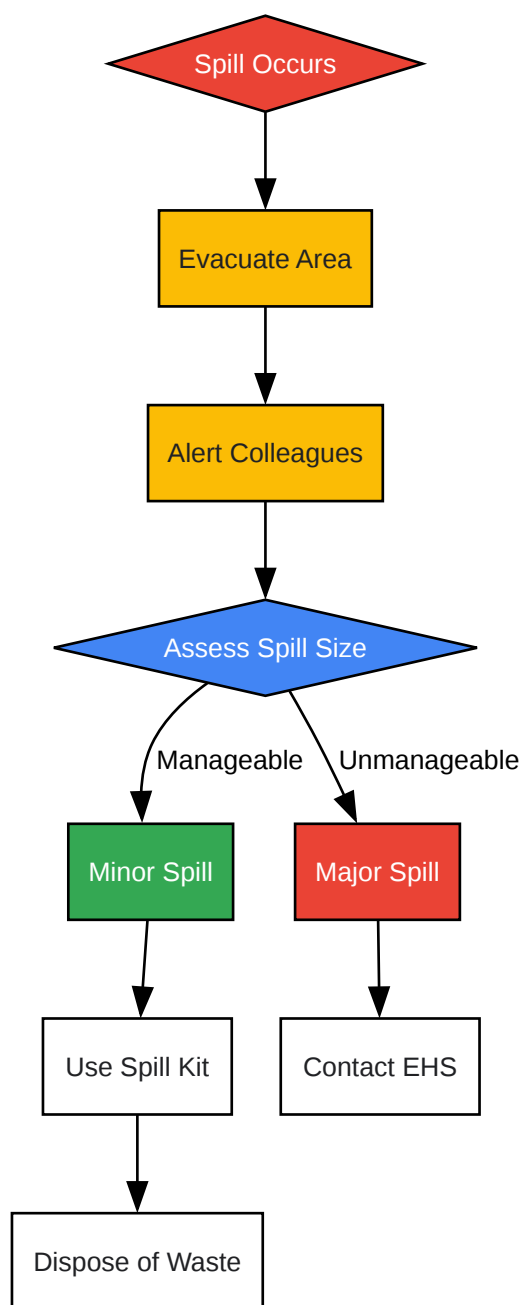 Spill Occurs
Evacuate Area
Alert Colleagues
Assess Spill Size
Manageable
Unmanageable
Minor Spill
Major Spill
Use Spill Kit
Contact EHS
Dispose of Waste